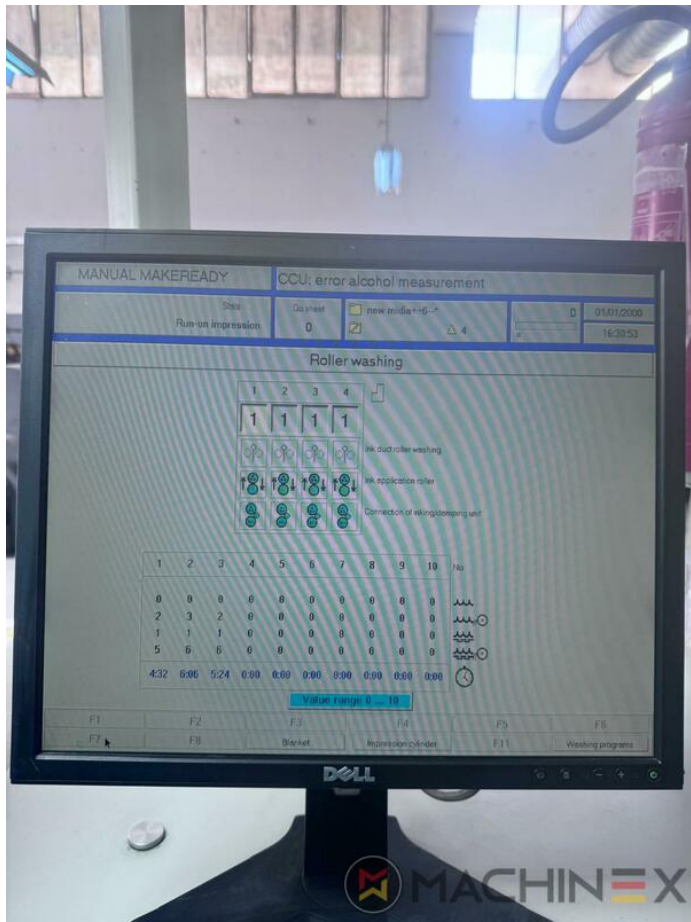 MANUAL MAKEREADY
CCU: error alcohol measurement
State
Run-on impression
Go sheet
0
new midia++6--*
4
0
01/01/2000
16:30:53
Roller washing
1 2 3 4
1 1 1 1
Ink duct roller washing
Ink application roller
Connection of inking/damping unit
1 2 3 4 5 6 7 8 9 10 No
0 0 0 0 0 0 0 0 0 0
2 3 2 0 0 0 0 0 0 0
1 1 1 0 0 0 0 0 0 0
5 6 6 0 0 0 0 0 0 0
4:32 6:06 5:24 0:00 0:00 0:00 0:00 0:00 0:00 0:00
Value range 0 ... 10
F1 F2 F3 F4 F5 F6
F7 F8 Blanket Impression cylinder F11 Washing programs
DELL
MACHINEX